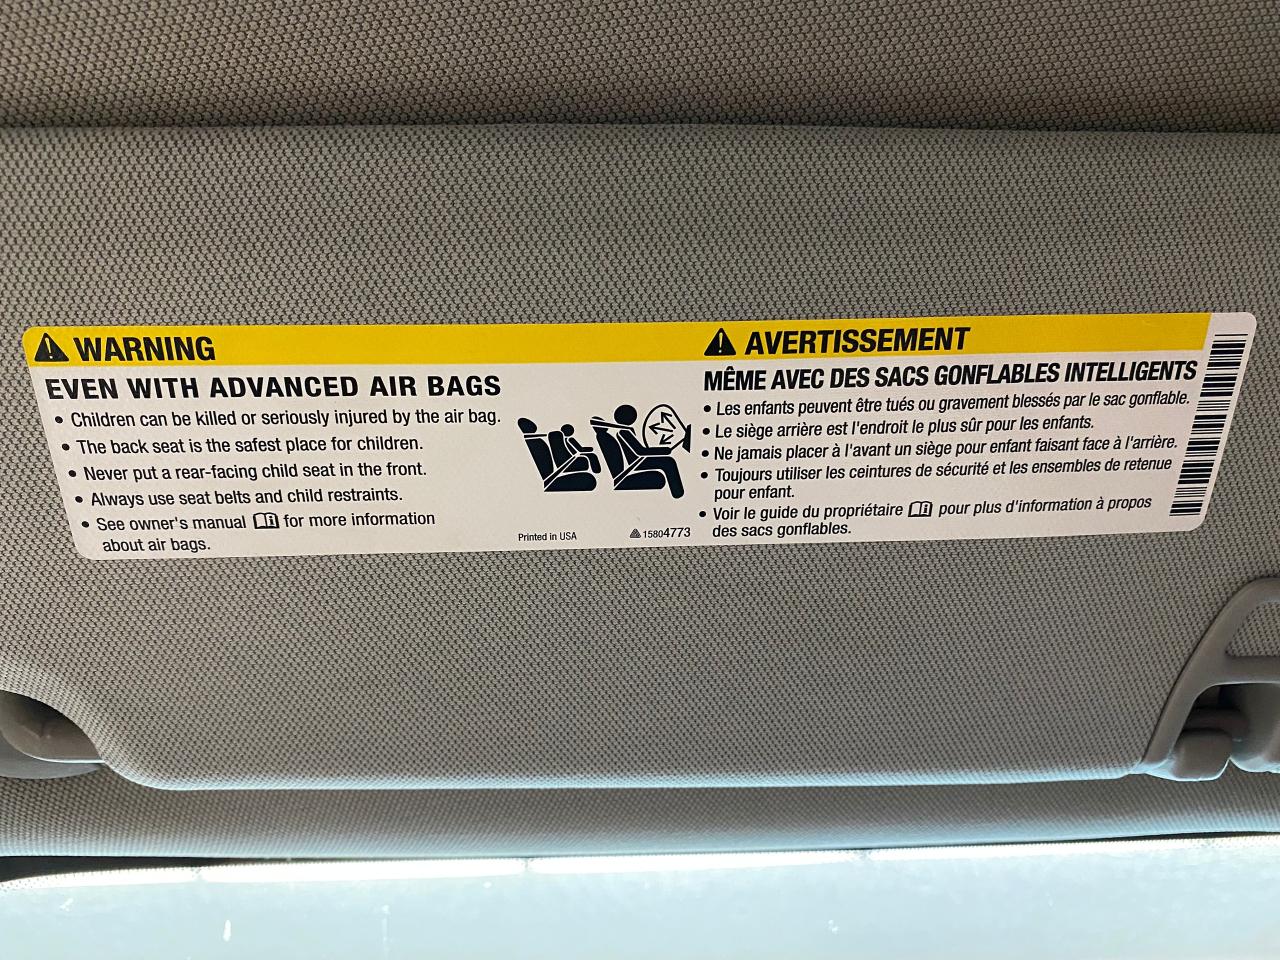 WARNING
EVEN WITH ADVANCED AIR BAGS
• Children can be killed or seriously injured by the air bag.
• The back seat is the safest place for children.
• Never put a rear-facing child seat in the front.
• Always use seat belts and child restraints.
• See owner's manual for more information
about air bags.
Printed in USA
15804773
AVERTISSEMENT
MÊME AVEC DES SACS GONFLABLES INTELLIGENTS
• Les enfants peuvent être tués ou gravement blessés par le sac gonflable.
• Le siège arrière est l'endroit le plus sûr pour les enfants.
• Ne jamais placer à l'avant un siège pour enfant faisant face à l'arrière.
• Toujours utiliser les ceintures de sécurité et les ensembles de retenue
pour enfant.
• Voir le guide du propriétaire pour plus d'information à propos
des sacs gonflables.